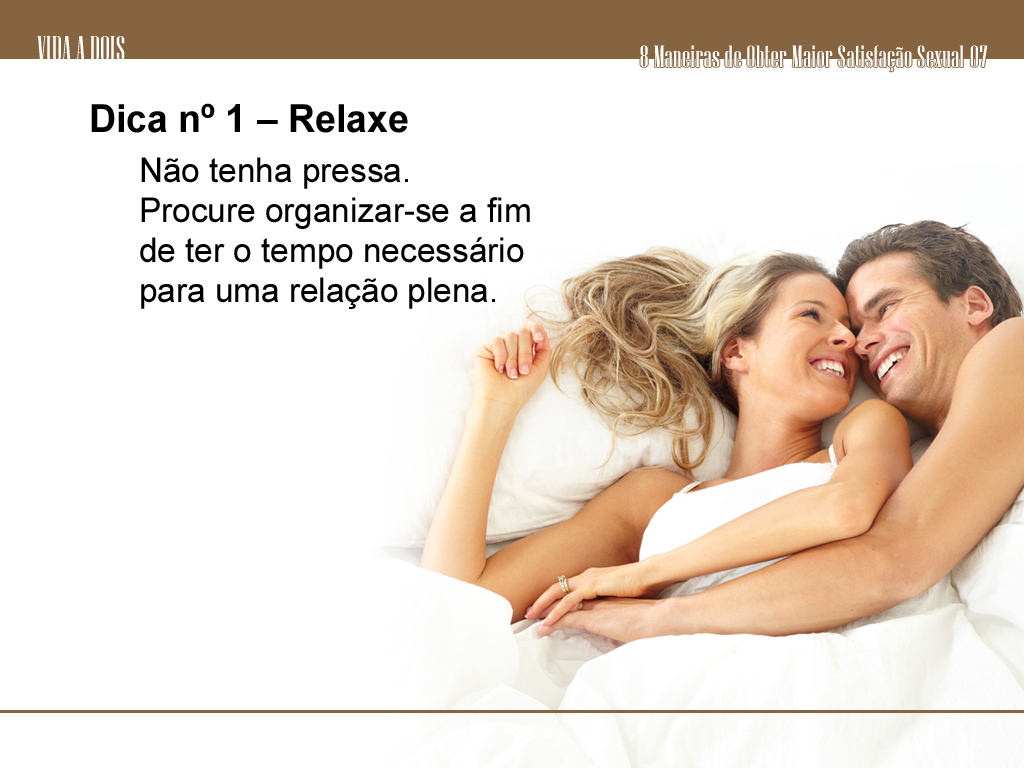 VIDA A DOIS
8 Maneiras de Obter Maior Satisfação Sexual 07
Dica nº 1 – Relaxe
Não tenha pressa.
Procure organizar-se a fim
de ter o tempo necessário
para uma relação plena.